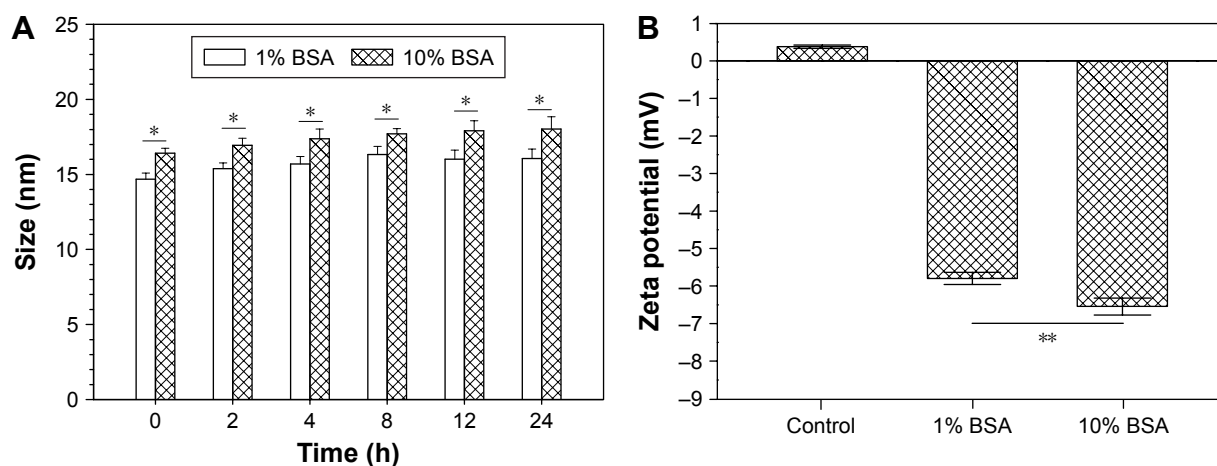 A
25
20
15
10
5
0
Size (nm)
1% BSA 10% BSA
* * * * * *
0 2 4 8 12 24
Time (h)
B
1
0
–1
–2
–3
–4
–5
–6
–7
–8
–9
Zeta potential (mV)
**
Control 1% BSA 10% BSA